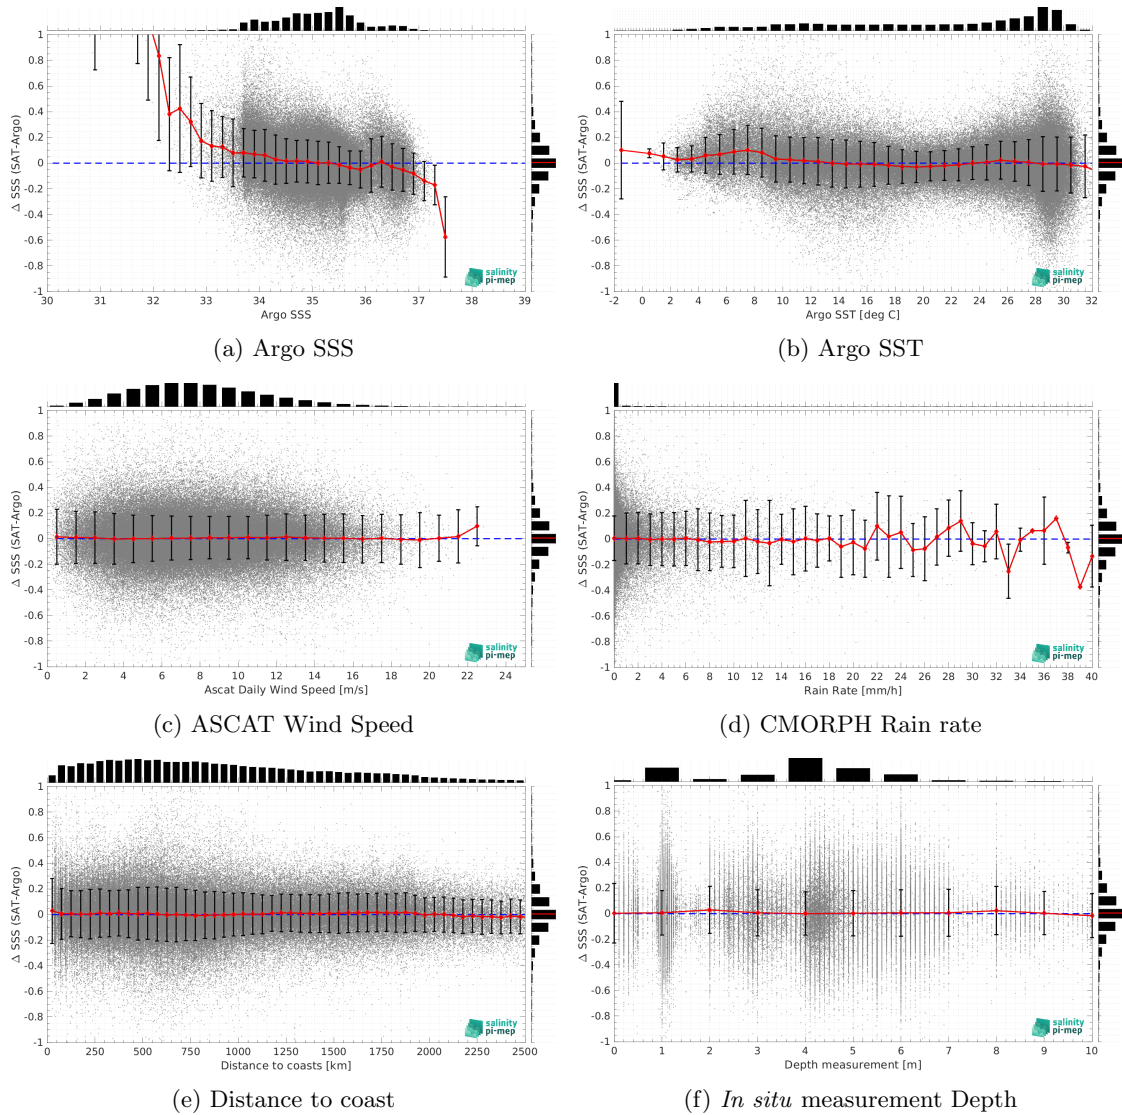 Δ SSS (SAT-Argo)
1
0.8
0.6
0.4
0.2
0
-0.2
-0.4
-0.6
-0.8
-1
30 31 32 33 34 35 36 37 38 39
Argo SSS
salinity
pi-mep
(a) Argo SSS
Δ SSS (SAT-Argo)
1
0.8
0.6
0.4
0.2
0
-0.2
-0.4
-0.6
-0.8
-1
-2 0 2 4 6 8 10 12 14 16 18 20 22 24 26 28 30 32
Argo SST [deg C]
salinity
pi-mep
(b) Argo SST
Δ SSS (SAT-Argo)
1
0.8
0.6
0.4
0.2
0
-0.2
-0.4
-0.6
-0.8
-1
0 2 4 6 8 10 12 14 16 18 20 22 24
Ascat Daily Wind Speed [m/s]
salinity
pi-mep
(c) ASCAT Wind Speed
Δ SSS (SAT-Argo)
1
0.8
0.6
0.4
0.2
0
-0.2
-0.4
-0.6
-0.8
-1
0 2 4 6 8 10 12 14 16 18 20 22 24 26 28 30 32 34 36 38 40
Rain Rate [mm/h]
salinity
pi-mep
(d) CMORPH Rain rate
Δ SSS (SAT-Argo)
1
0.8
0.6
0.4
0.2
0
-0.2
-0.4
-0.6
-0.8
-1
0 250 500 750 1000 1250 1500 1750 2000 2250 2500
Distance to coasts [km]
salinity
pi-mep
(e) Distance to coast
Δ SSS (SAT-Argo)
1
0.8
0.6
0.4
0.2
0
-0.2
-0.4
-0.6
-0.8
-1
0 1 2 3 4 5 6 7 8 9 10
Depth measurement [m]
salinity
pi-mep
(f) In situ measurement Depth